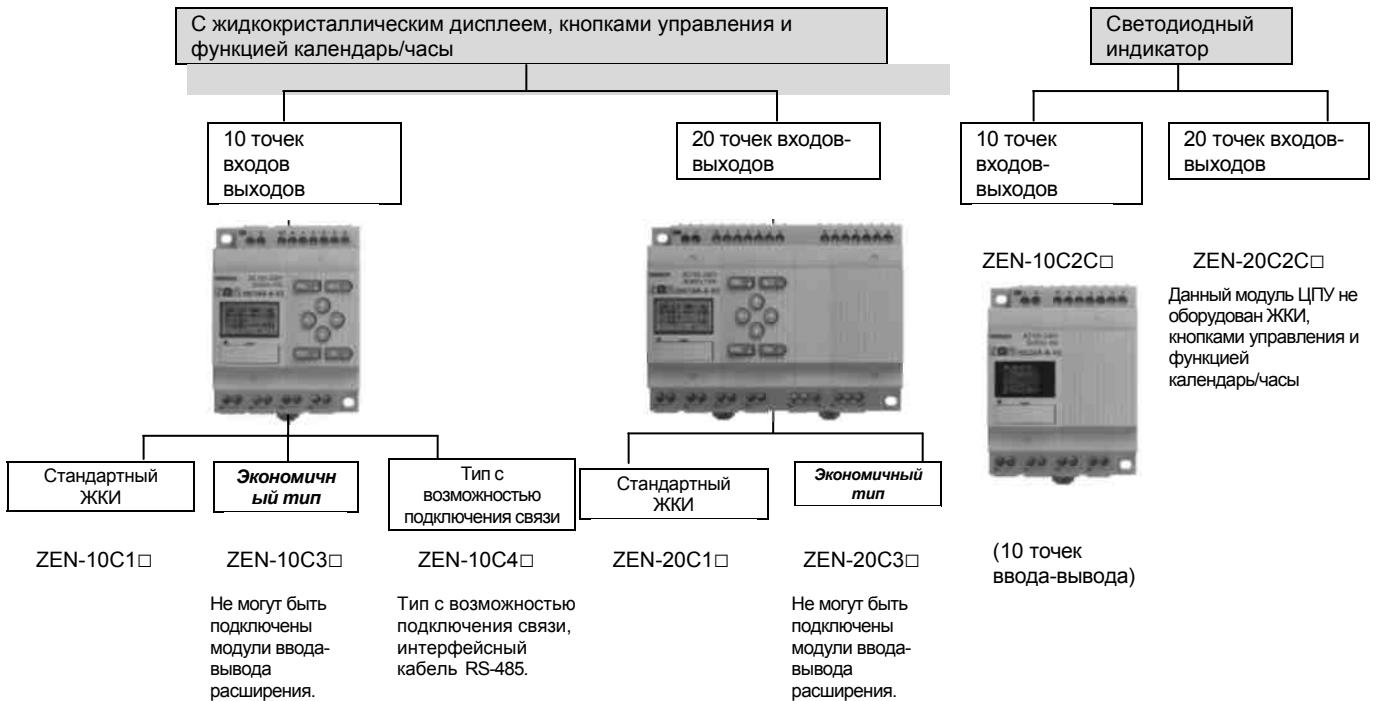 С жидкокристаллическим дисплеем, кнопками управления и
функцией календарь/часы
Светодиодный
индикатор
10 точек
входов
выходов
20 точек входов-
выходов
10 точек
входов-
выходов
20 точек входов-
выходов
ZEN-10C2C□
ZEN-20C2C□
Данный модуль ЦПУ не
оборудован ЖКИ,
кнопками управления и
функцией
календарь/часы
Стандартный
ЖКИ
Экономичн
ый тип
Тип с
возможностью
подключения связи
Стандартный
ЖКИ
Экономичный
тип
ZEN-10C1□
ZEN-10C3□
ZEN-10C4□
ZEN-20C1□
ZEN-20C3□
(10 точек
ввода-вывода)
Не могут быть
подключены
модули ввода-
вывода
расширения.
Тип с возможностью
подключения связи,
интерфейсный
кабель RS-485.
Не могут быть
подключены
модули ввода-
вывода
расширения.